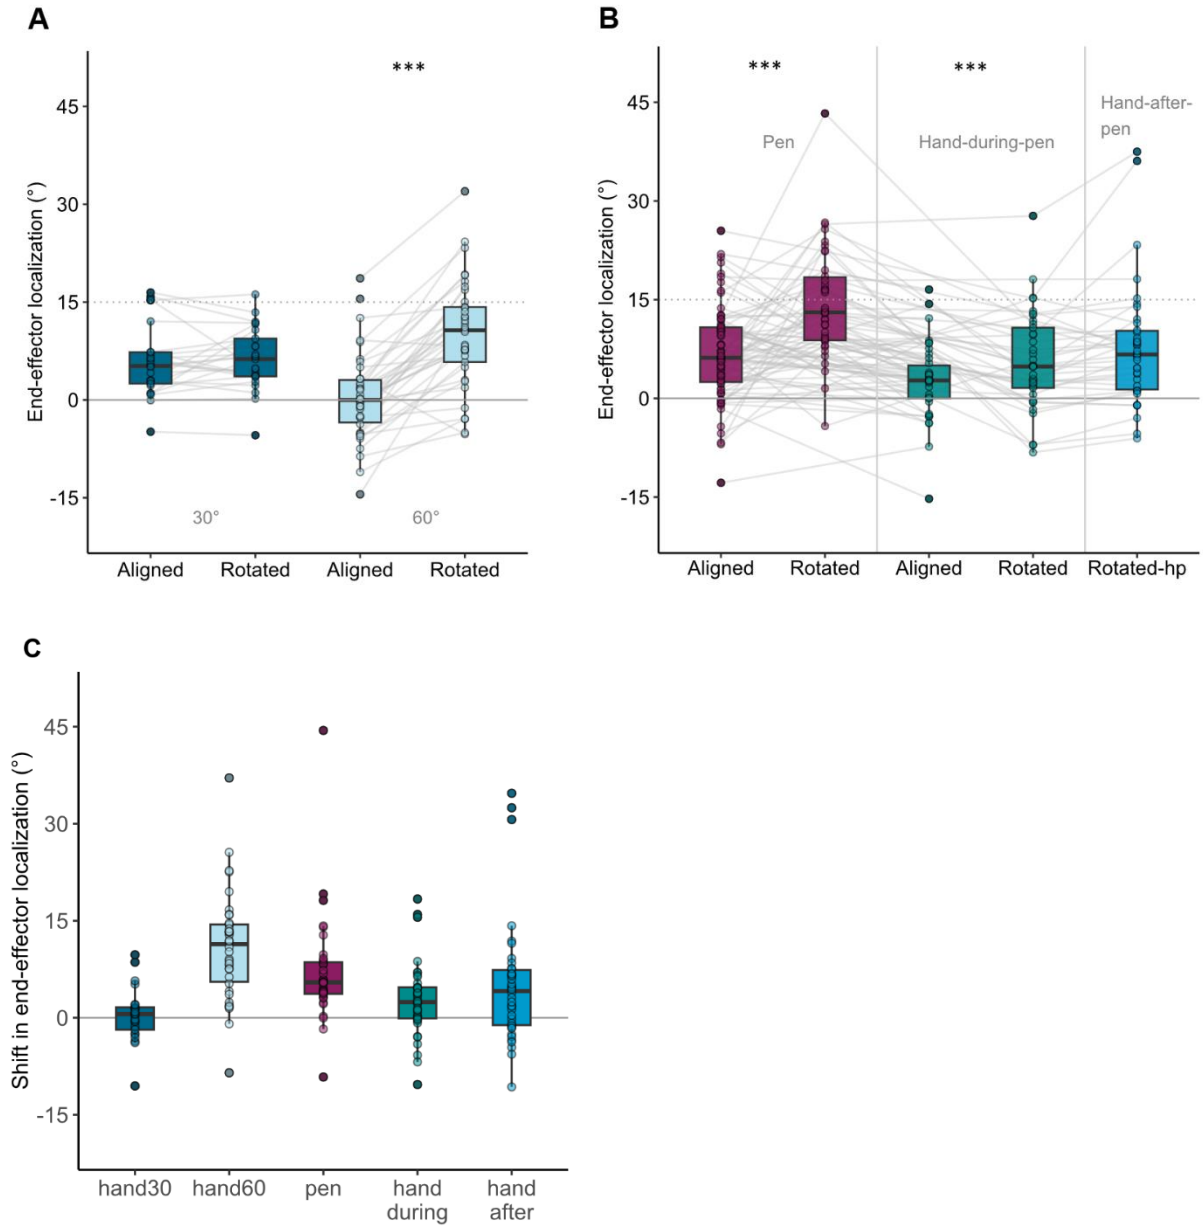 A
End-effector localization (°)
45
30
15
0
-15
***
30°
60°
Aligned
Rotated
Aligned
Rotated
B
End-effector localization (°)
45
30
15
0
-15
***
***
Pen
Hand-during-pen
Hand-after-
pen
Aligned
Rotated
Aligned
Rotated
Rotated-hp
C
Shift in end-effector localization (°)
45
30
15
0
-15
hand30
hand60
pen
hand
during
hand
after